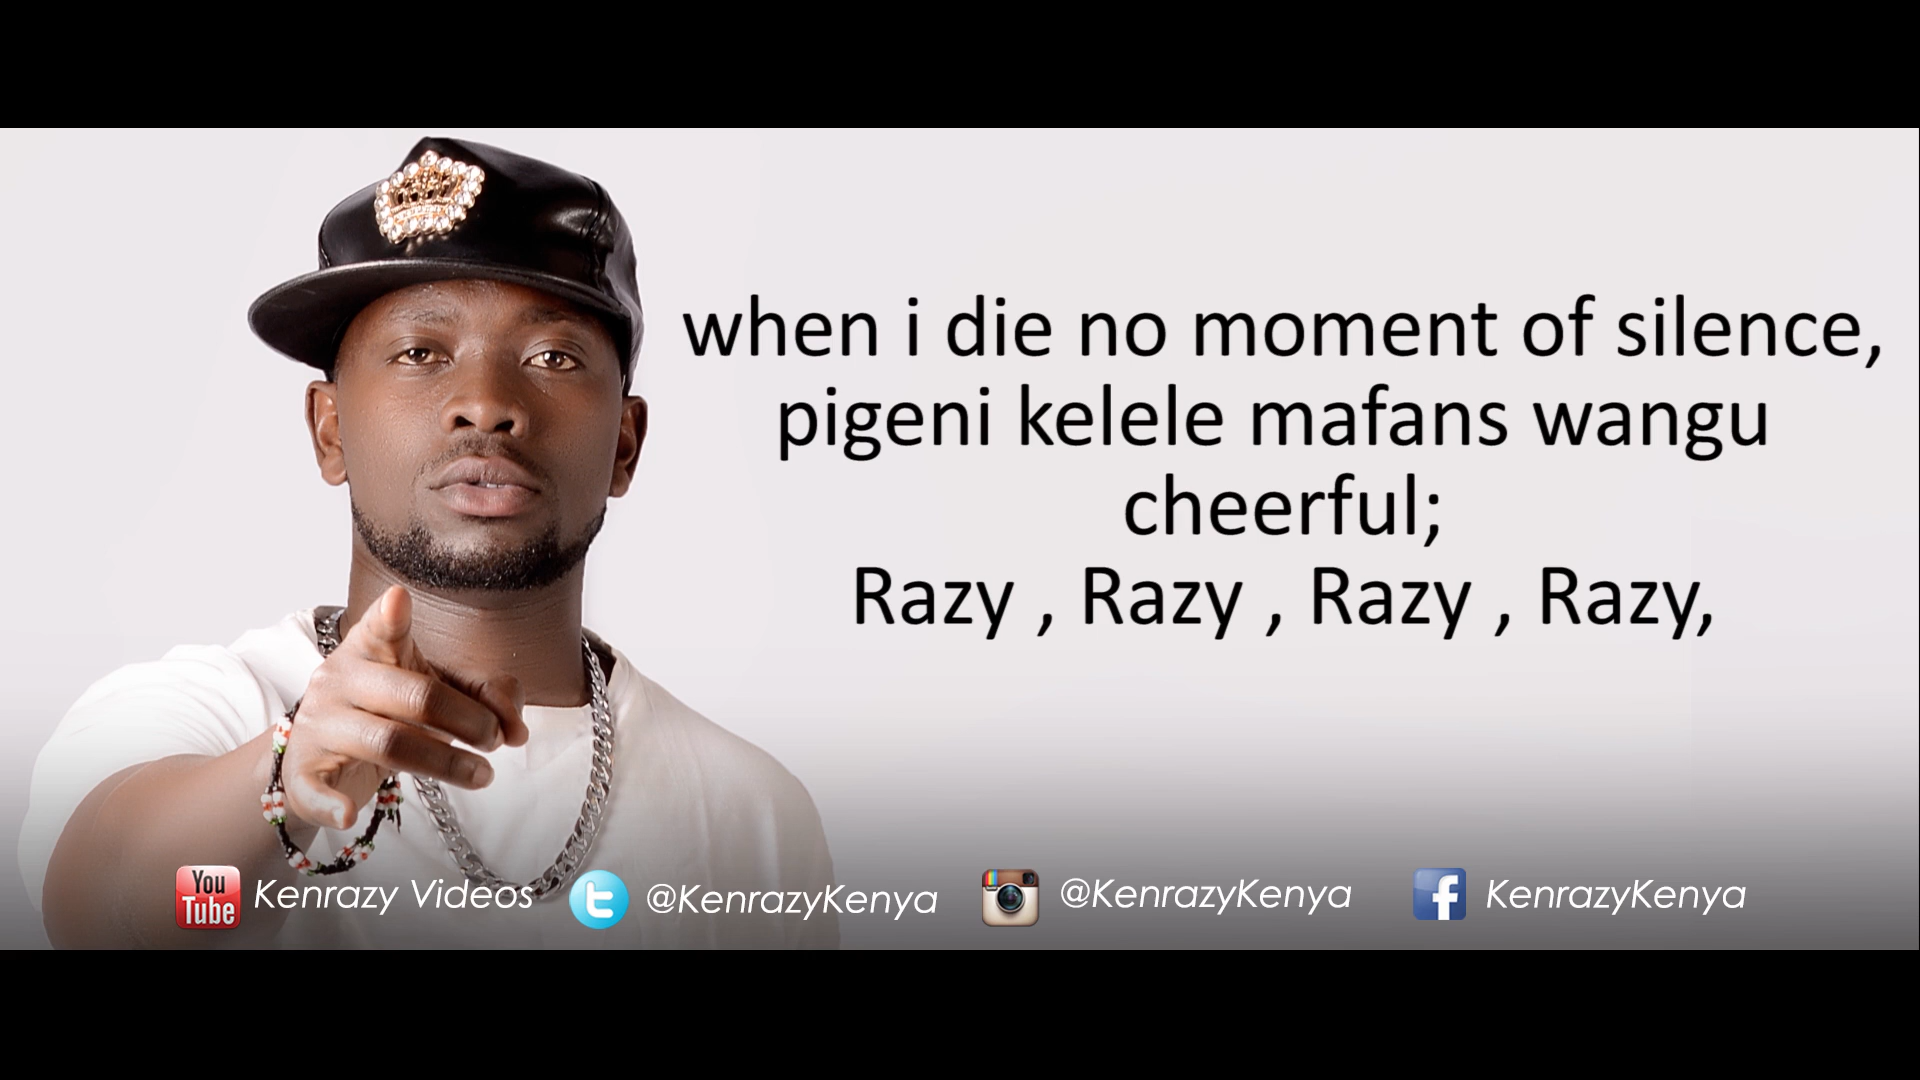 when i die no moment of silence,
pigeni kelele mafans wangu
cheerful;
Razy , Razy , Razy , Razy,
You Tube Kenrazy Videos @KenrazyKenya @KenrazyKenya KenrazyKenya